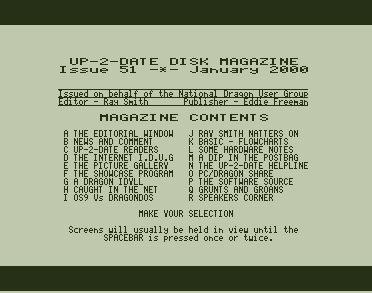 UP-2-DATE DISK MAGAZINE
Issue 51 -*- January 2000
Issued on behalf of the National Dragon User Group
Editor - Ray Smith Publisher - Eddie Freeman
MAGAZINE CONTENTS
A THE EDITORIAL WINDOW J RAY SMITH NATTERS ON
B NEWS AND COMMENT K BASIC - FLOWCHARTS
C UP-2-DATE READERS L SOME HARDWARE NOTES
D THE INTERNET I.D.U.G M A DIP IN THE POSTBAG
E THE PICTURE GALLERY N THE UP-2-DATE HELPLINE
F THE SHOWCASE PROGRAM O PC/DRAGON SHARE
G A DRAGON IDYLL P THE SOFTWARE SOURCE
H CAUGHT IN THE NET Q GRUNTS AND GROANS
I OS9 Vs DRAGONDOS R SPEAKERS CORNER
MAKE YOUR SELECTION
Screens will usually be held in view until the
SPACEBAR is pressed once or twice.